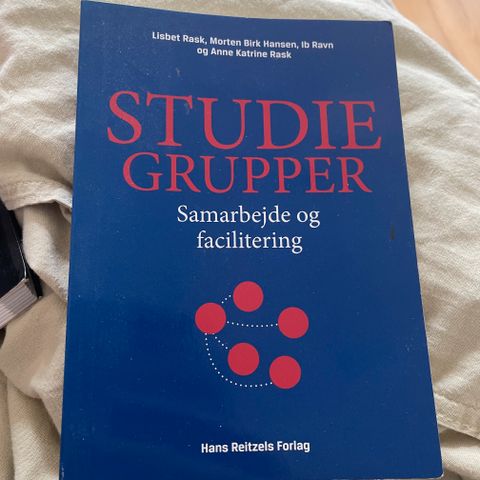 Lisbet Rask, Morten Birk Hansen, Ib Ravn
og Anne Katrine Rask
STUDIE
GRUPPER
Samarbejde og
facilitering
Hans Reitzels Forlag